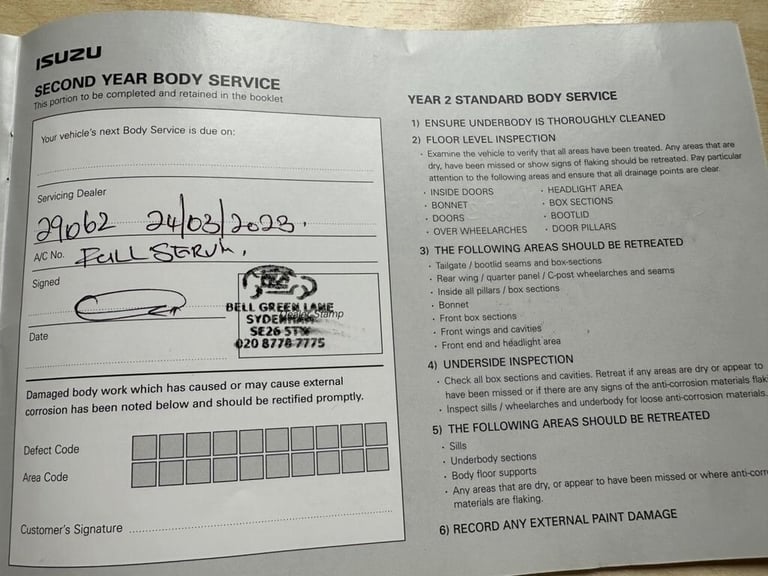 ISUZU
SECOND YEAR BODY SERVICE
This portion to be completed and retained in the booklet
Your vehicle's next Body Service is due on:
Servicing Dealer
29062 24/03/2023.
A/C No. FULL SERVIC.
Signed
BELL GREEN LANE
SYDENHAM Dealer Stamp
SE26 5TW
020 8778 7775
Date
Damaged body work which has caused or may cause external
corrosion has been noted below and should be rectified promptly.
Defect Code
Area Code
Customer's Signature
YEAR 2 STANDARD BODY SERVICE
1) ENSURE UNDERBODY IS THOROUGHLY CLEANED
2) FLOOR LEVEL INSPECTION
· Examine the vehicle to verify that all areas have been treated. Any areas that are
dry, have been missed or show signs of flaking should be retreated. Pay particular
attention to the following areas and ensure that all drainage points are clear.
· INSIDE DOORS · HEADLIGHT AREA
· BONNET · BOX SECTIONS
· DOORS · BOOTLID
· OVER WHEELARCHES · DOOR PILLARS
3) THE FOLLOWING AREAS SHOULD BE RETREATED
· Tailgate / bootlid seams and box-sections
· Rear wing / quarter panel / C-post wheelarches and seams
· Inside all pillars / box sections
· Bonnet
· Front box sections
· Front wings and cavities
· Front end and headlight area
4) UNDERSIDE INSPECTION
· Check all box sections and cavities. Retreat if any areas are dry or appear to
have been missed or if there are any signs of the anti-corrosion materials flaki
· Inspect sills / wheelarches and underbody for loose anti-corrosion materials.
5) THE FOLLOWING AREAS SHOULD BE RETREATED
· Sills
· Underbody sections
· Body floor supports
· Any areas that are dry, or appear to have been missed or where anti-corr
materials are flaking.
6) RECORD ANY EXTERNAL PAINT DAMAGE